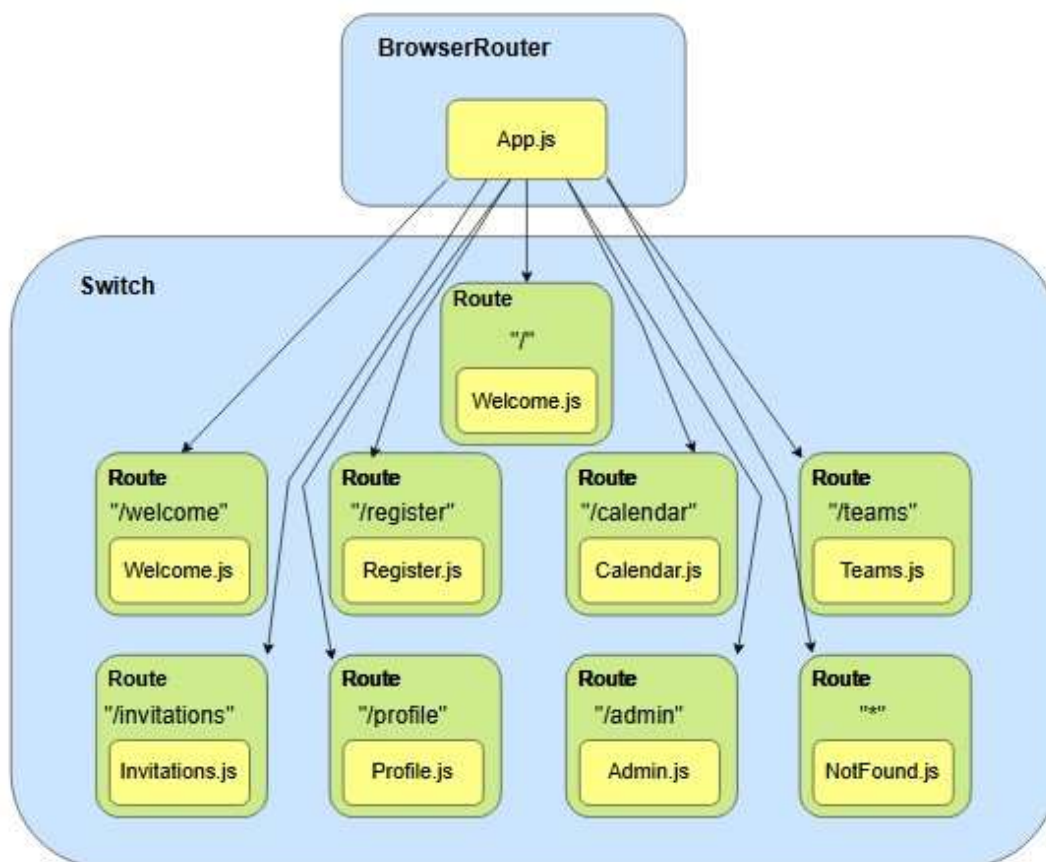 BrowserRouter
App.js
Switch
Route
"/"
Welcome.js
Route
"/welcome"
Welcome.js
Route
"/register"
Register.js
Route
"/calendar"
Calendar.js
Route
"/teams"
Teams.js
Route
"/invitations"
Invitations.js
Route
"/profile"
Profile.js
Route
"/admin"
Admin.js
Route
"*"
NotFound.js